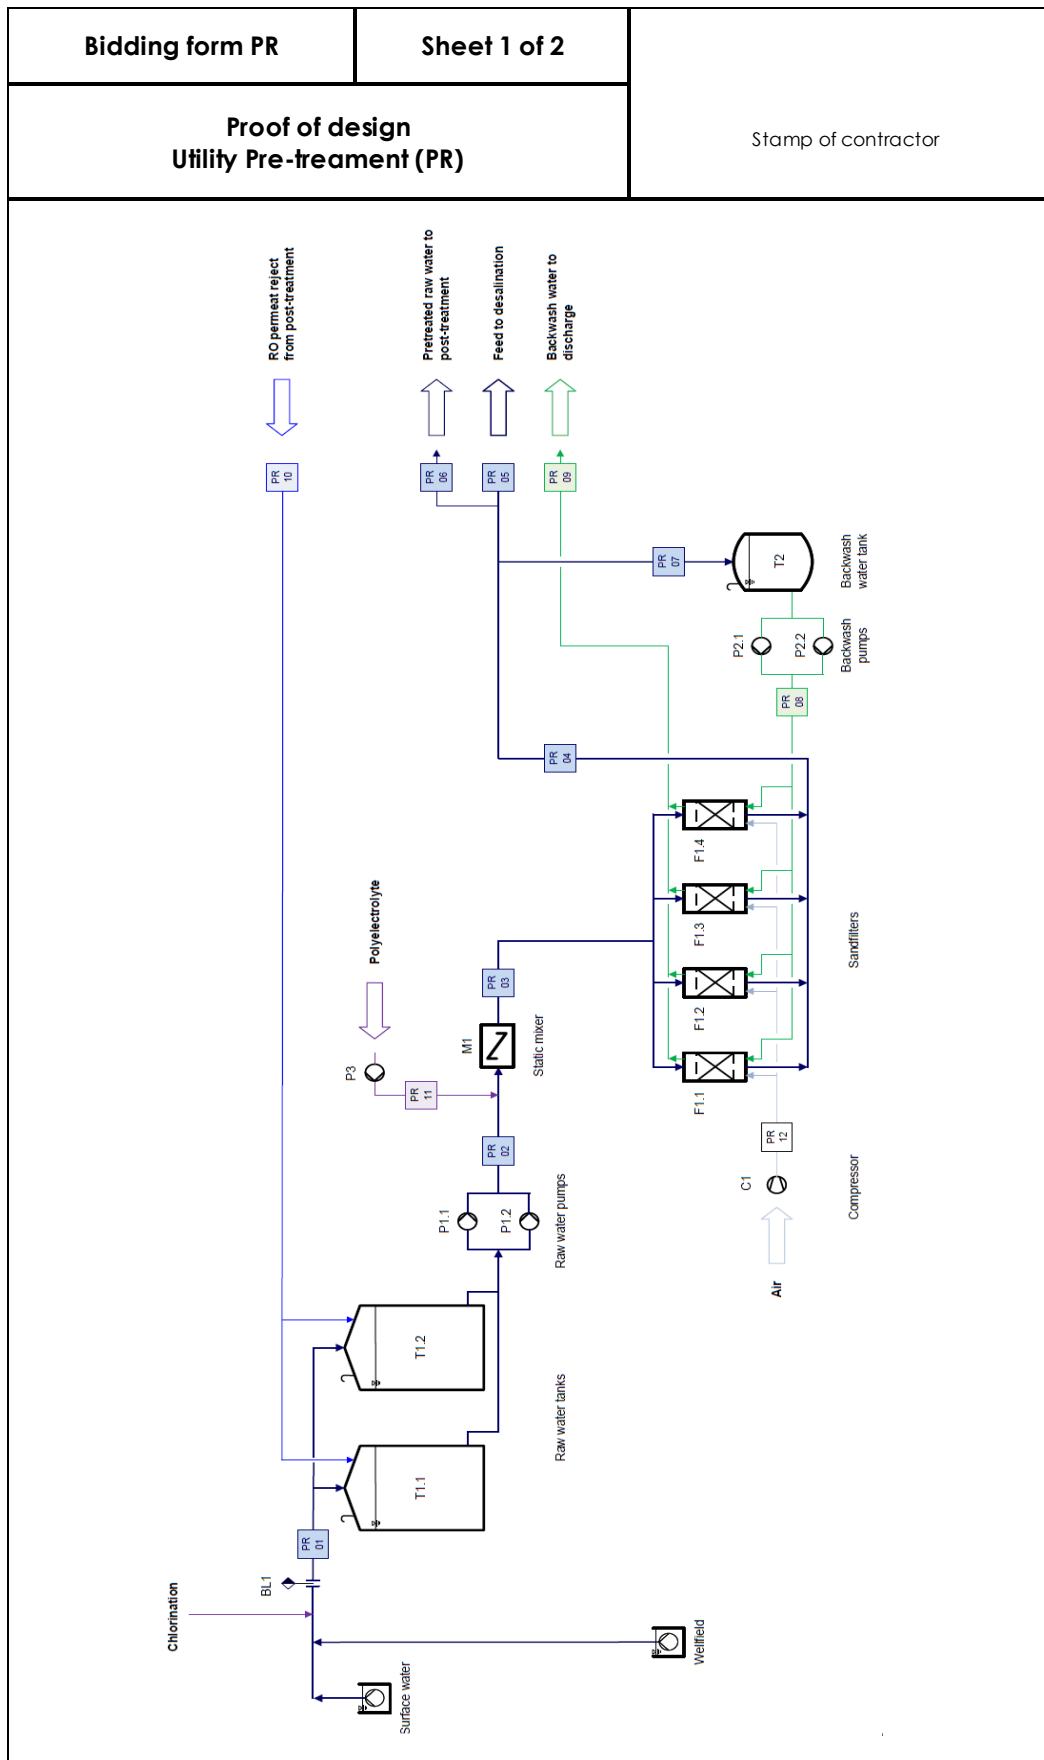 Bidding form PR
Sheet 1 of 2
Proof of design
Utility Pre-treament (PR)
Stamp of contractor
RO permeat reject
from post-treatment
Pretreated raw water to
post-treatment
Feed to desalination
Backwash water to
discharge
PR
10
PR
06
PR
05
PR
09
PR
07
T2
Backwash
water tank
P2.1
P2.2
Backwash
pumps
PR
08
PR
04
F1.4
F1.3
F1.2
F1.1
Sandfilters
Polyelectrolyte
P3
PR
11
PR
03
M1
Static mixer
PR
02
P1.1
P1.2
Raw water pumps
PR
12
C1
Compressor
Air
T1.2
T1.1
Raw water tanks
PR
01
BL1
Chlorination
Wellfield
Surface water